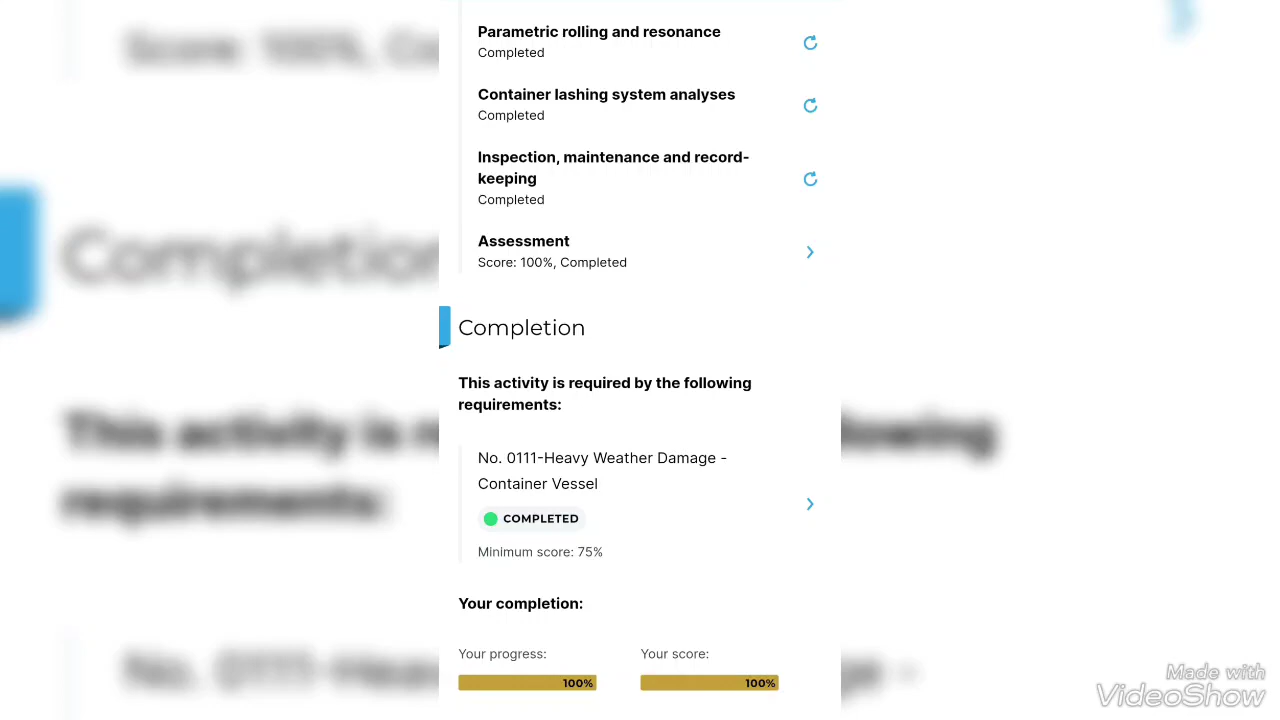 Parametric rolling and resonance
Completed
Container lashing system analyses
Completed
Inspection, maintenance and record-
keeping
Completed
Assessment
Score: 100%, Completed
Completion
This activity is required by the following
requirements:
No. 0111-Heavy Weather Damage -
Container Vessel
COMPLETED
Minimum score: 75%
Your completion:
Your progress:
Your score:
100%
100%
Made with
VideoShow